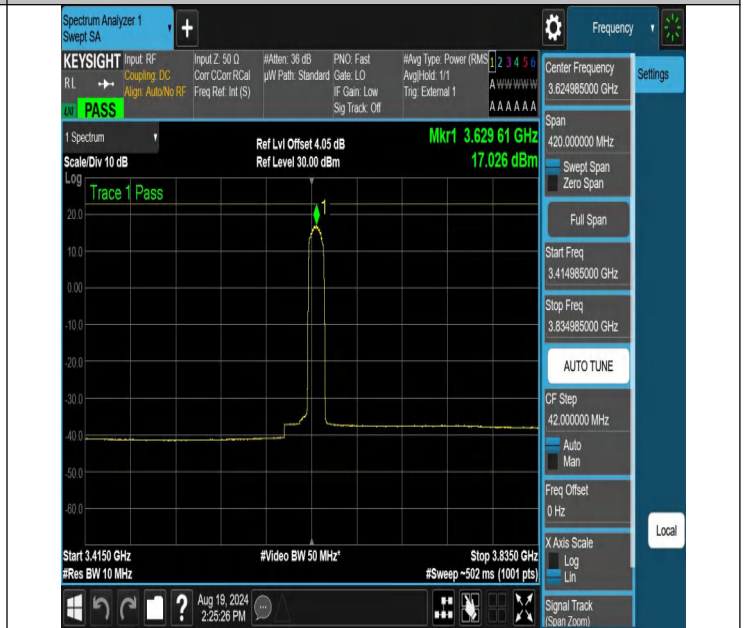 Spectrum Analyzer 1
Swept SA
+
Frequency
KEYSIGHT
RL
PASS
Input: RF
Coupling: DC
Align: Auto/No RF
Input Z: 50 Ω
Corr CCorr RCal
Freq Ref: Int (S)
#Atten: 36 dB
µW Path: Standard
PNO: Fast
Gate: LO
IF Gain: Low
Sig Track: Off
#Avg Type: Power (RMS
Avg|Hold: 1/1
Trig: External 1
1 2 3 4 5 6
A W W W W W
A A A A A A
1 Spectrum
Scale/Div 10 dB
Ref Lvl Offset 4.05 dB
Ref Level 30.00 dBm
Mkr1 3.629 61 GHz
17.026 dBm
Log
Trace 1 Pass
1
20.0
10.0
0.00
-10.0
-20.0
-30.0
-40.0
-50.0
-60.0
Start 3.4150 GHz
#Res BW 10 MHz
#Video BW 50 MHz*
Stop 3.8350 GHz
#Sweep ~502 ms (1001 pts)
?
Aug 19, 2024
2:25:26 PM
Center Frequency
3.624985000 GHz
Settings
Span
420.000000 MHz
Swept Span
Zero Span
Full Span
Start Freq
3.414985000 GHz
Stop Freq
3.834985000 GHz
AUTO TUNE
CF Step
42.000000 MHz
Auto
Man
Freq Offset
0 Hz
X Axis Scale
Log
Lin
Local
Signal Track
(Span Zoom)